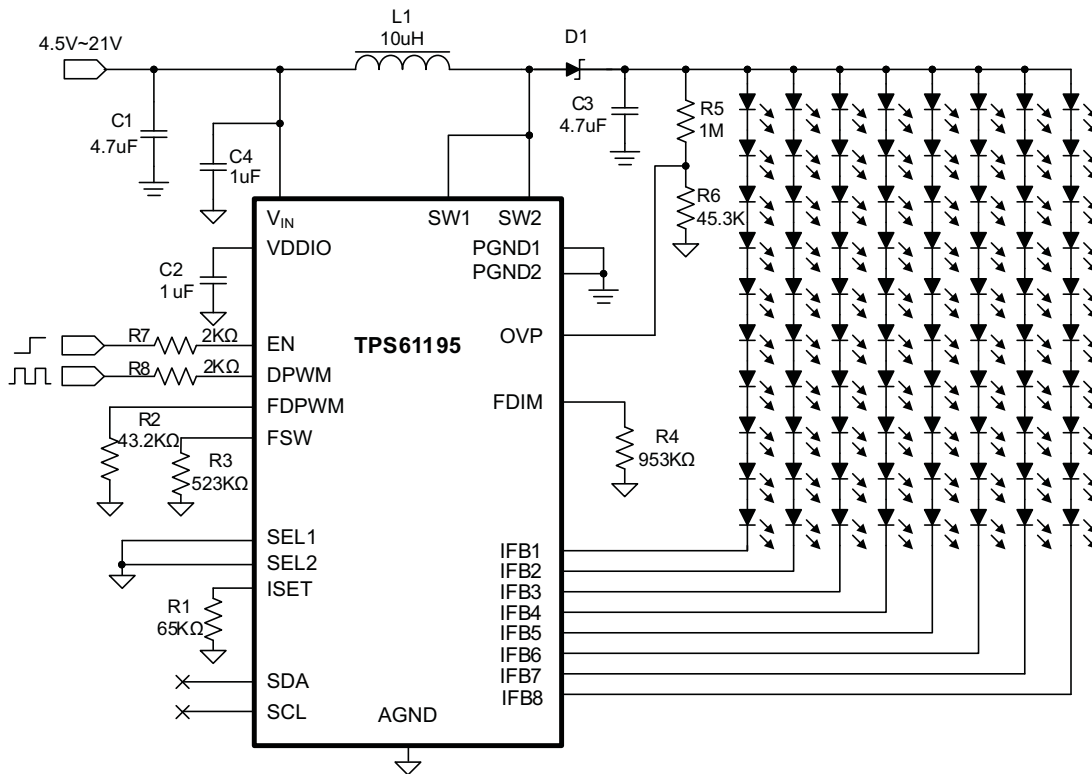 4.5V~21V
L1
10uH
D1
C1
4.7uF
C4
1uF
C3
4.7uF
R5
1M
R6
45.3K
VIN
SW1
SW2
VDDIO
PGND1
PGND2
C2
1uF
R7
2KΩ
EN
TPS61195
OVP
R8
2KΩ
DPWM
FDPWM
FDIM
R2
43.2KΩ
FSW
R3
523KΩ
R4
953KΩ
SEL1
SEL2
ISET
R1
65KΩ
IFB1
IFB2
IFB3
IFB4
IFB5
IFB6
IFB7
IFB8
SDA
SCL
AGND